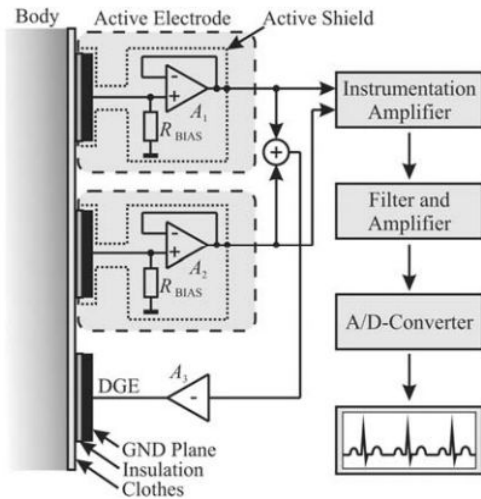 Body
Active Electrode
Active Shield
-
+
A1
RBIAS
+
Instrumentation
Amplifier
-
+
A2
RBIAS
Filter and
Amplifier
A/D-Converter
DGE
A3
-
GND Plane
Insulation
Clothes